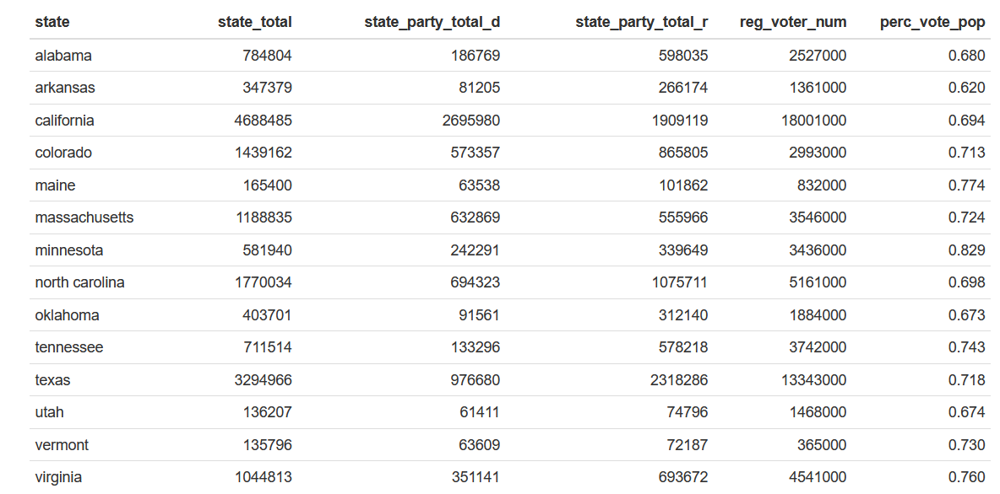 state state_total state_party_total_d state_party_total_r reg_voter_num perc_vote_pop
alabama 784804 186769 598035 2527000 0.680
arkansas 347379 81205 266174 1361000 0.620
california 4688485 2695980 1909119 18001000 0.694
colorado 1439162 573357 865805 2993000 0.713
maine 165400 63538 101862 832000 0.774
massachusetts 1188835 632869 555966 3546000 0.724
minnesota 581940 242291 339649 3436000 0.829
north carolina 1770034 694323 1075711 5161000 0.698
oklahoma 403701 91561 312140 1884000 0.673
tennessee 711514 133296 578218 3742000 0.743
texas 3294966 976680 2318286 13343000 0.718
utah 136207 61411 74796 1468000 0.674
vermont 135796 63609 72187 365000 0.730
virginia 1044813 351141 693672 4541000 0.760